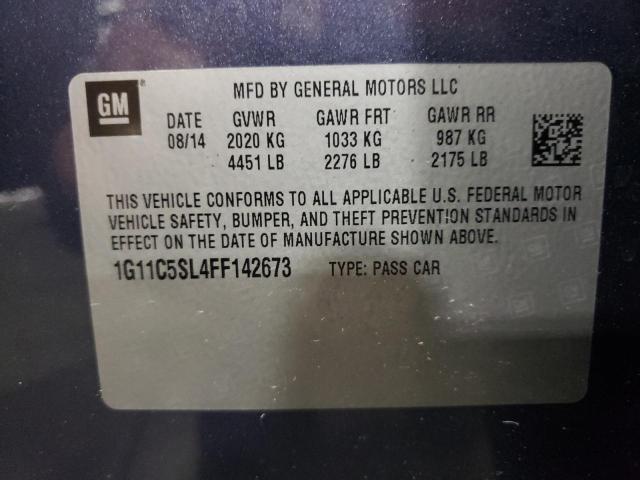 GM
MFD BY GENERAL MOTORS LLC
DATE GVWR GAWR FRT GAWR RR
08/14 2020 KG 1033 KG 987 KG
4451 LB 2276 LB 2175 LB
THIS VEHICLE CONFORMS TO ALL APPLICABLE U.S. FEDERAL MOTOR
VEHICLE SAFETY, BUMPER, AND THEFT PREVENTION STANDARDS IN
EFFECT ON THE DATE OF MANUFACTURE SHOWN ABOVE.
1G11C5SL4FF142673 TYPE: PASS CAR